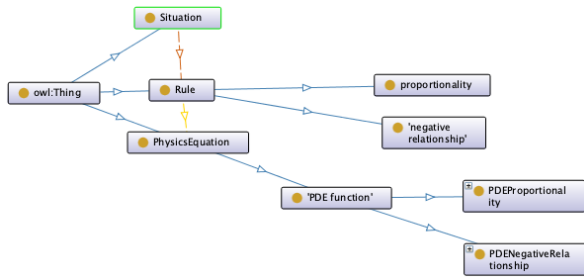 Situation
owl:Thing
Rule
proportionality
'negative
relationship'
PhysicsEquation
'PDE function'
PDEProportional
ity
PDENegativeRela
tionship